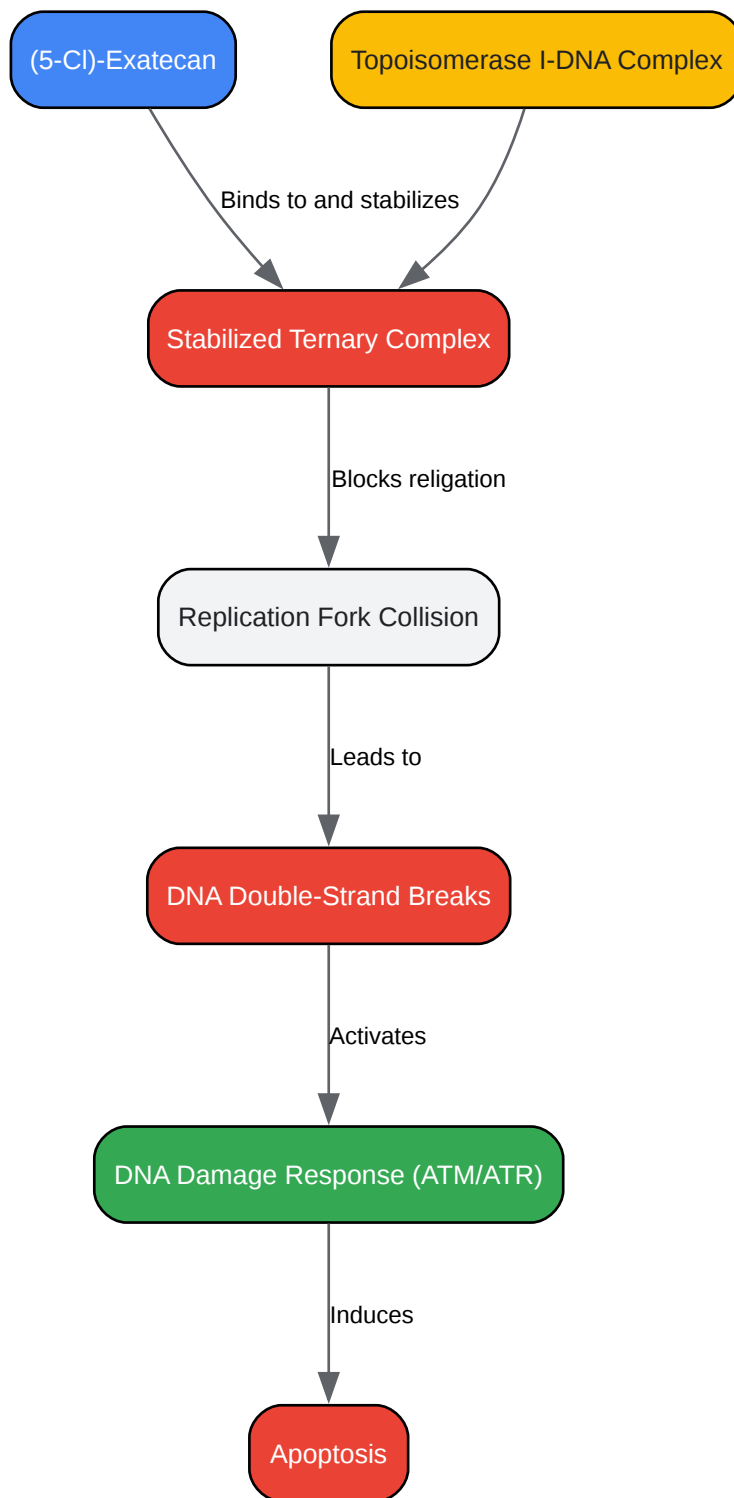 (5-Cl)-Exatecan
Topoisomerase I-DNA Complex
Binds to and stabilizes
Stabilized Ternary Complex
Blocks religation
Replication Fork Collision
Leads to
DNA Double-Strand Breaks
Activates
DNA Damage Response (ATM/ATR)
Induces
Apoptosis